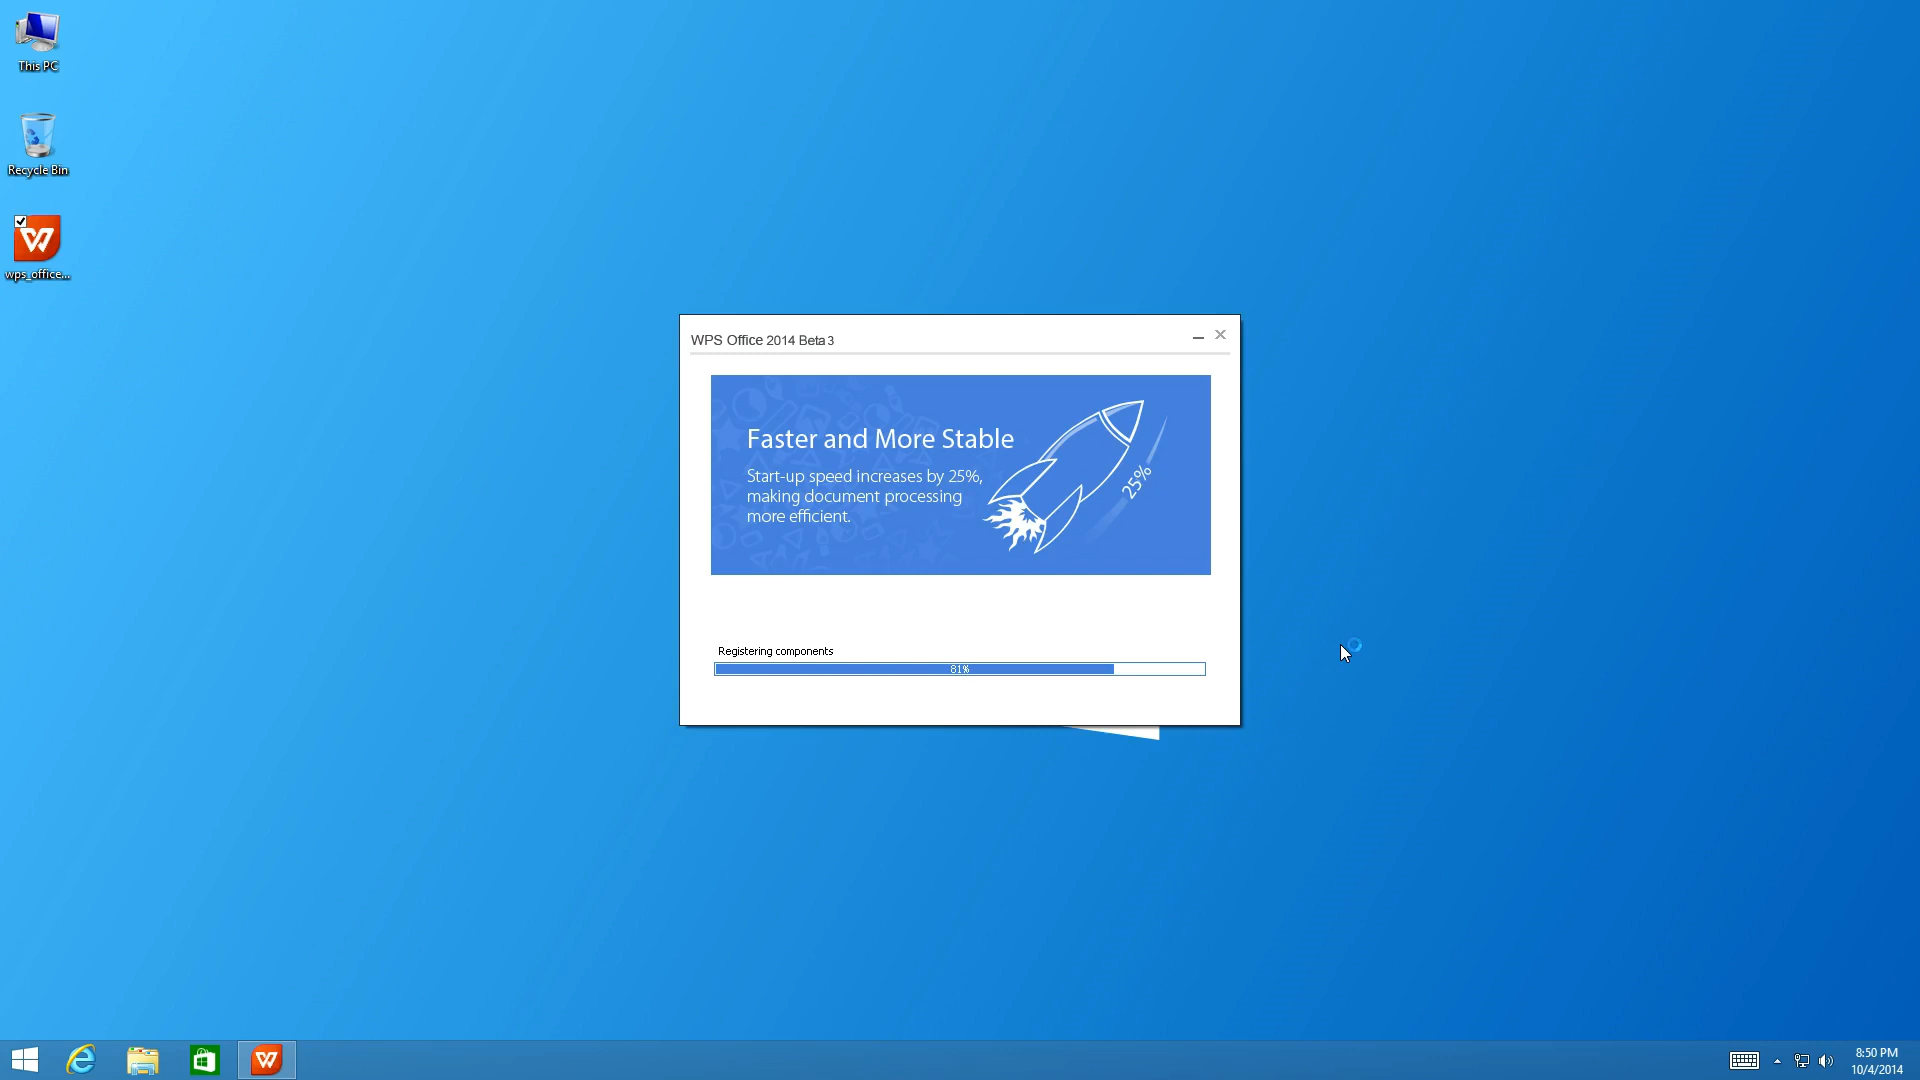 This PC
Recycle Bin
wps_office...
WPS Office 2014 Beta 3
Faster and More Stable
Start-up speed increases by 25%,
making document processing
more efficient.
25%
Registering components
81%
8:50 PM
10/4/2014